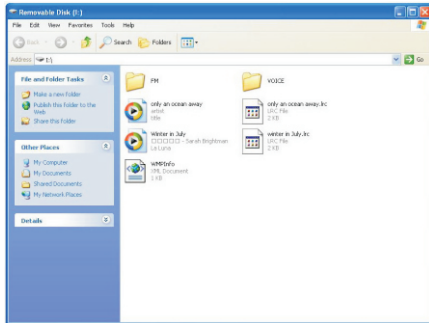 Removable Disk (I:)
File Edit View Favorites Tools Help
Back Search Folders
Address I:\ Go
File and Folder Tasks
Make a new folder
Publish this folder to the Web
Share this folder
Other Places
My Computer
My Documents
Shared Documents
My Network Places
Details
FM
VOICE
only an ocean away
artist
title
only an ocean away.lrc
LRC File
2 KB
Winter in July
□□□□□ - Sarah Brightman
La Luna
winter in July.lrc
LRC File
2 KB
WMPInfo
XML Document
1 KB